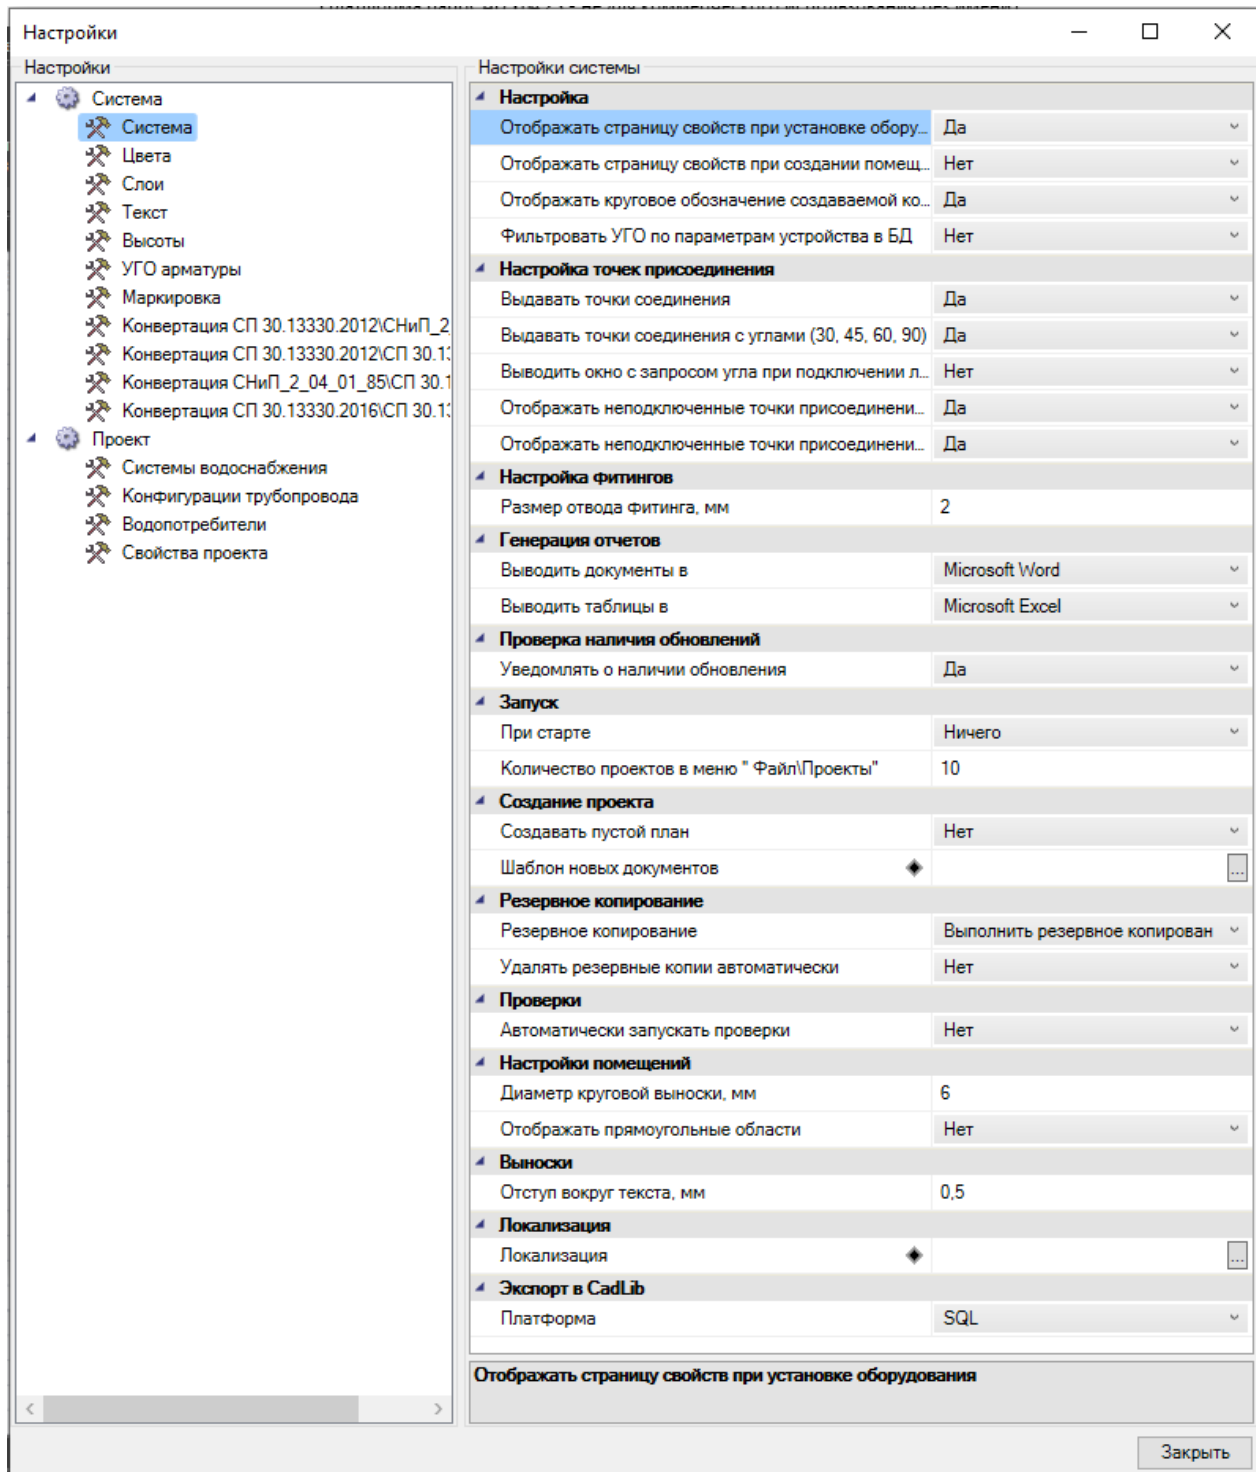 Настройки
Настройки
Система
Система
Цвета
Слои
Текст
Высоты
УГО арматуры
Маркировка
Конвертация СП 30.13330.2012\СНиП_2_
Конвертация СП 30.13330.2012\СП 30.13
Конвертация СНиП_2_04_01_85\СП 30.1
Конвертация СП 30.13330.2016\СП 30.13
Проект
Системы водоснабжения
Конфигурации трубопровода
Водопотребители
Свойства проекта
Настройки системы
Настройка
Отображать страницу свойств при установке обору... Да
Отображать страницу свойств при создании помещ... Нет
Отображать круговое обозначение создаваемой ко... Да
Фильтровать УГО по параметрам устройства в БД Нет
Настройка точек присоединения
Выдавать точки соединения Да
Выдавать точки соединения с углами (30, 45, 60, 90) Да
Выводить окно с запросом угла при подключении л... Нет
Отображать неподключенные точки присоединени... Да
Отображать неподключенные точки присоединени... Да
Настройка фитингов
Размер отвода фитинга, мм 2
Генерация отчетов
Выводить документы в Microsoft Word
Выводить таблицы в Microsoft Excel
Проверка наличия обновлений
Уведомлять о наличии обновления Да
Запуск
При старте Ничего
Количество проектов в меню " Файл\Проекты" 10
Создание проекта
Создавать пустой план Нет
Шаблон новых документов ...
Резервное копирование
Резервное копирование Выполнить резервное копирован
Удалять резервные копии автоматически Нет
Проверки
Автоматически запускать проверки Нет
Настройки помещений
Диаметр круговой выноски, мм 6
Отображать прямоугольные области Нет
Выноски
Отступ вокруг текста, мм 0,5
Локализация
Локализация ...
Экспорт в CadLib
Платформа SQL
Отображать страницу свойств при установке оборудования
Закрыть